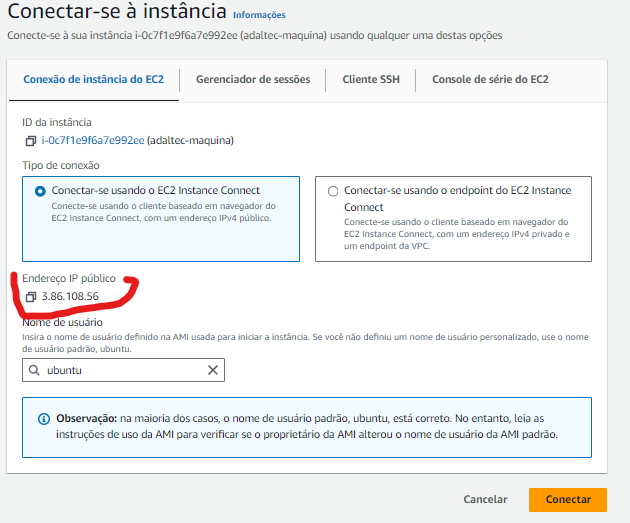 Conectar-se à instância Informações
Conecte-se à sua instância i-0c7f1e9f6a7e992ee (adaltec-maquina) usando qualquer uma destas opções
Conexão de instância do EC2 Gerenciador de sessões Cliente SSH Console de série do EC2
ID da instância
i-0c7f1e9f6a7e992ee (adaltec-maquina)
Tipo de conexão
Conectar-se usando o EC2 Instance Connect
Conecte-se usando o cliente baseado em navegador do
EC2 Instance Connect, com um endereço IPv4 público.
Conectar-se usando o endpoint do EC2 Instance
Connect
Conecte-se usando o cliente baseado em navegador do
EC2 Instance Connect, com um endereço IPv4 privado e
um endpoint da VPC.
Endereço IP público
3.86.108.56
Nome de usuário
Insira o nome de usuário definido na AMI usada para iniciar a instância. Se você não definiu um nome de usuário personalizado, use o nome
de usuário padrão, ubuntu.
ubuntu
Observação: na maioria dos casos, o nome de usuário padrão, ubuntu, está correto. No entanto, leia as
instruções de uso da AMI para verificar se o proprietário da AMI alterou o nome de usuário da AMI padrão.
Cancelar Conectar